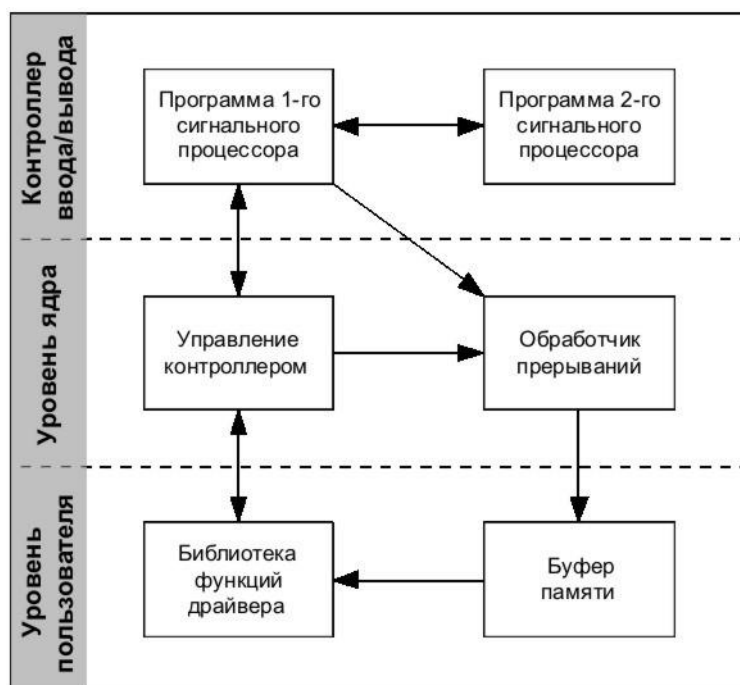 Контроллер
ввода/вывода
Программа 1-го
сигнального
процессора
Программа 2-го
сигнального
процессора
Уровень ядра
Управление
контроллером
Обработчик
прерываний
Уровень
пользователя
Библиотека
функций
драйвера
Буфер
памяти